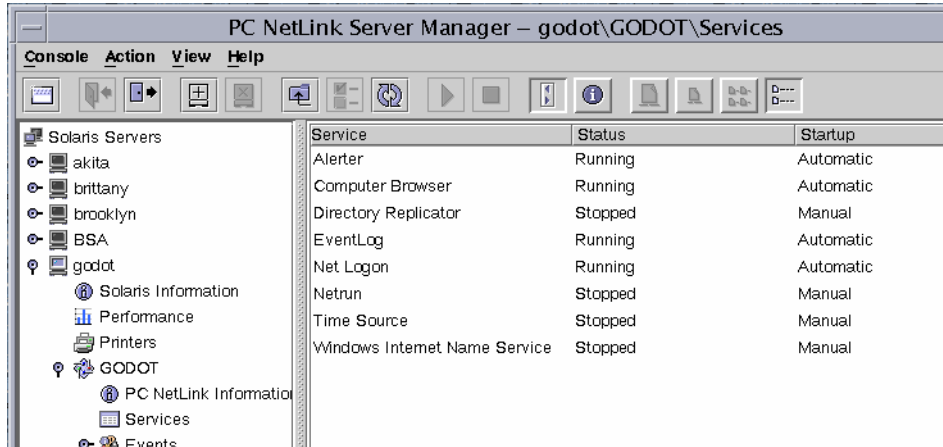 PC NetLink Server Manager – godot\GODOT\Services
Console Action View Help
Solaris Servers
akita
brittany
brooklyn
BSA
godot
Solaris Information
Performance
Printers
GODOT
PC NetLink Information
Services
Events
Service Status Startup
Alerter Running Automatic
Computer Browser Running Automatic
Directory Replicator Stopped Manual
EventLog Running Automatic
Net Logon Running Automatic
Netrun Stopped Manual
Time Source Stopped Manual
Windows Internet Name Service Stopped Manual